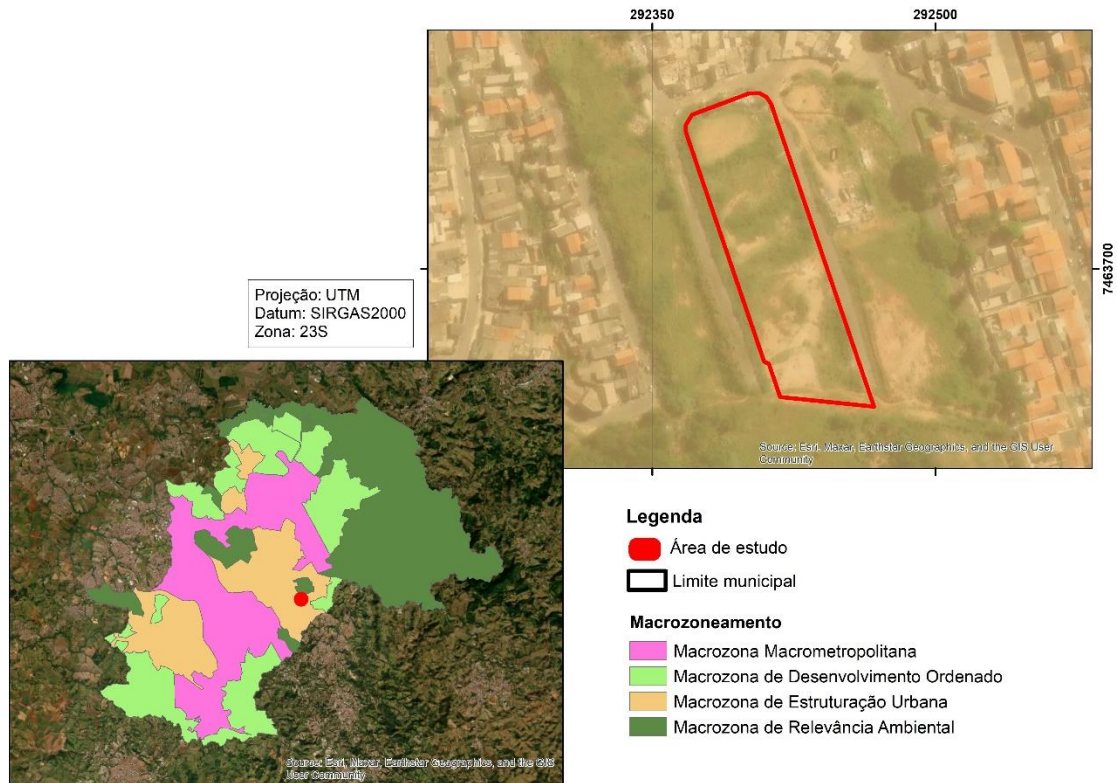 292350
292500
7463700
Source: Esri, Maxar, Earthstar Geographics, and the GIS User
Community
Projeção: UTM
Datum: SIRGAS2000
Zona: 23S
Source: Esri, Maxar, Earthstar Geographics, and the GIS
User Community
Legenda
Área de estudo
Limite municipal
Macrozoneamento
Macrozona Macrometropolitana
Macrozona de Desenvolvimento Ordenado
Macrozona de Estruturação Urbana
Macrozona de Relevância Ambiental